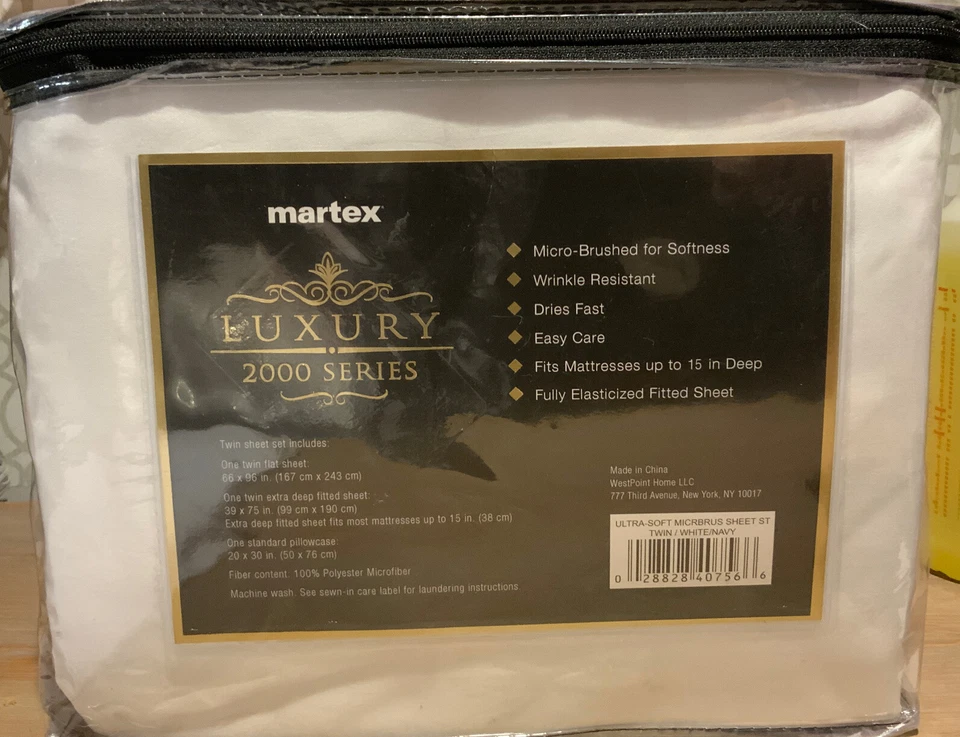 martex
LUXURY
2000 SERIES
Micro-Brushed for Softness
Wrinkle Resistant
Dries Fast
Easy Care
Fits Mattresses up to 15 in Deep
Fully Elasticized Fitted Sheet
Twin sheet set includes:
One twin flat sheet:
66 x 96 in. (167 cm x 243 cm)
One twin extra deep fitted sheet:
39 x 75 in. (99 cm x 190 cm)
Extra deep fitted sheet fits most mattresses up to 15 in. (38 cm)
One standard pillowcase:
20 x 30 in. (50 x 76 cm)
Fiber content: 100% Polyester Microfiber
Machine wash. See sewn-in care label for laundering instructions
Made in China
WestPoint Home LLC
777 Third Avenue, New York, NY 10017
ULTRA-SOFT MICRBRUS SHEET ST
TWIN / WHITE/NAVY
0 28828 40756 6